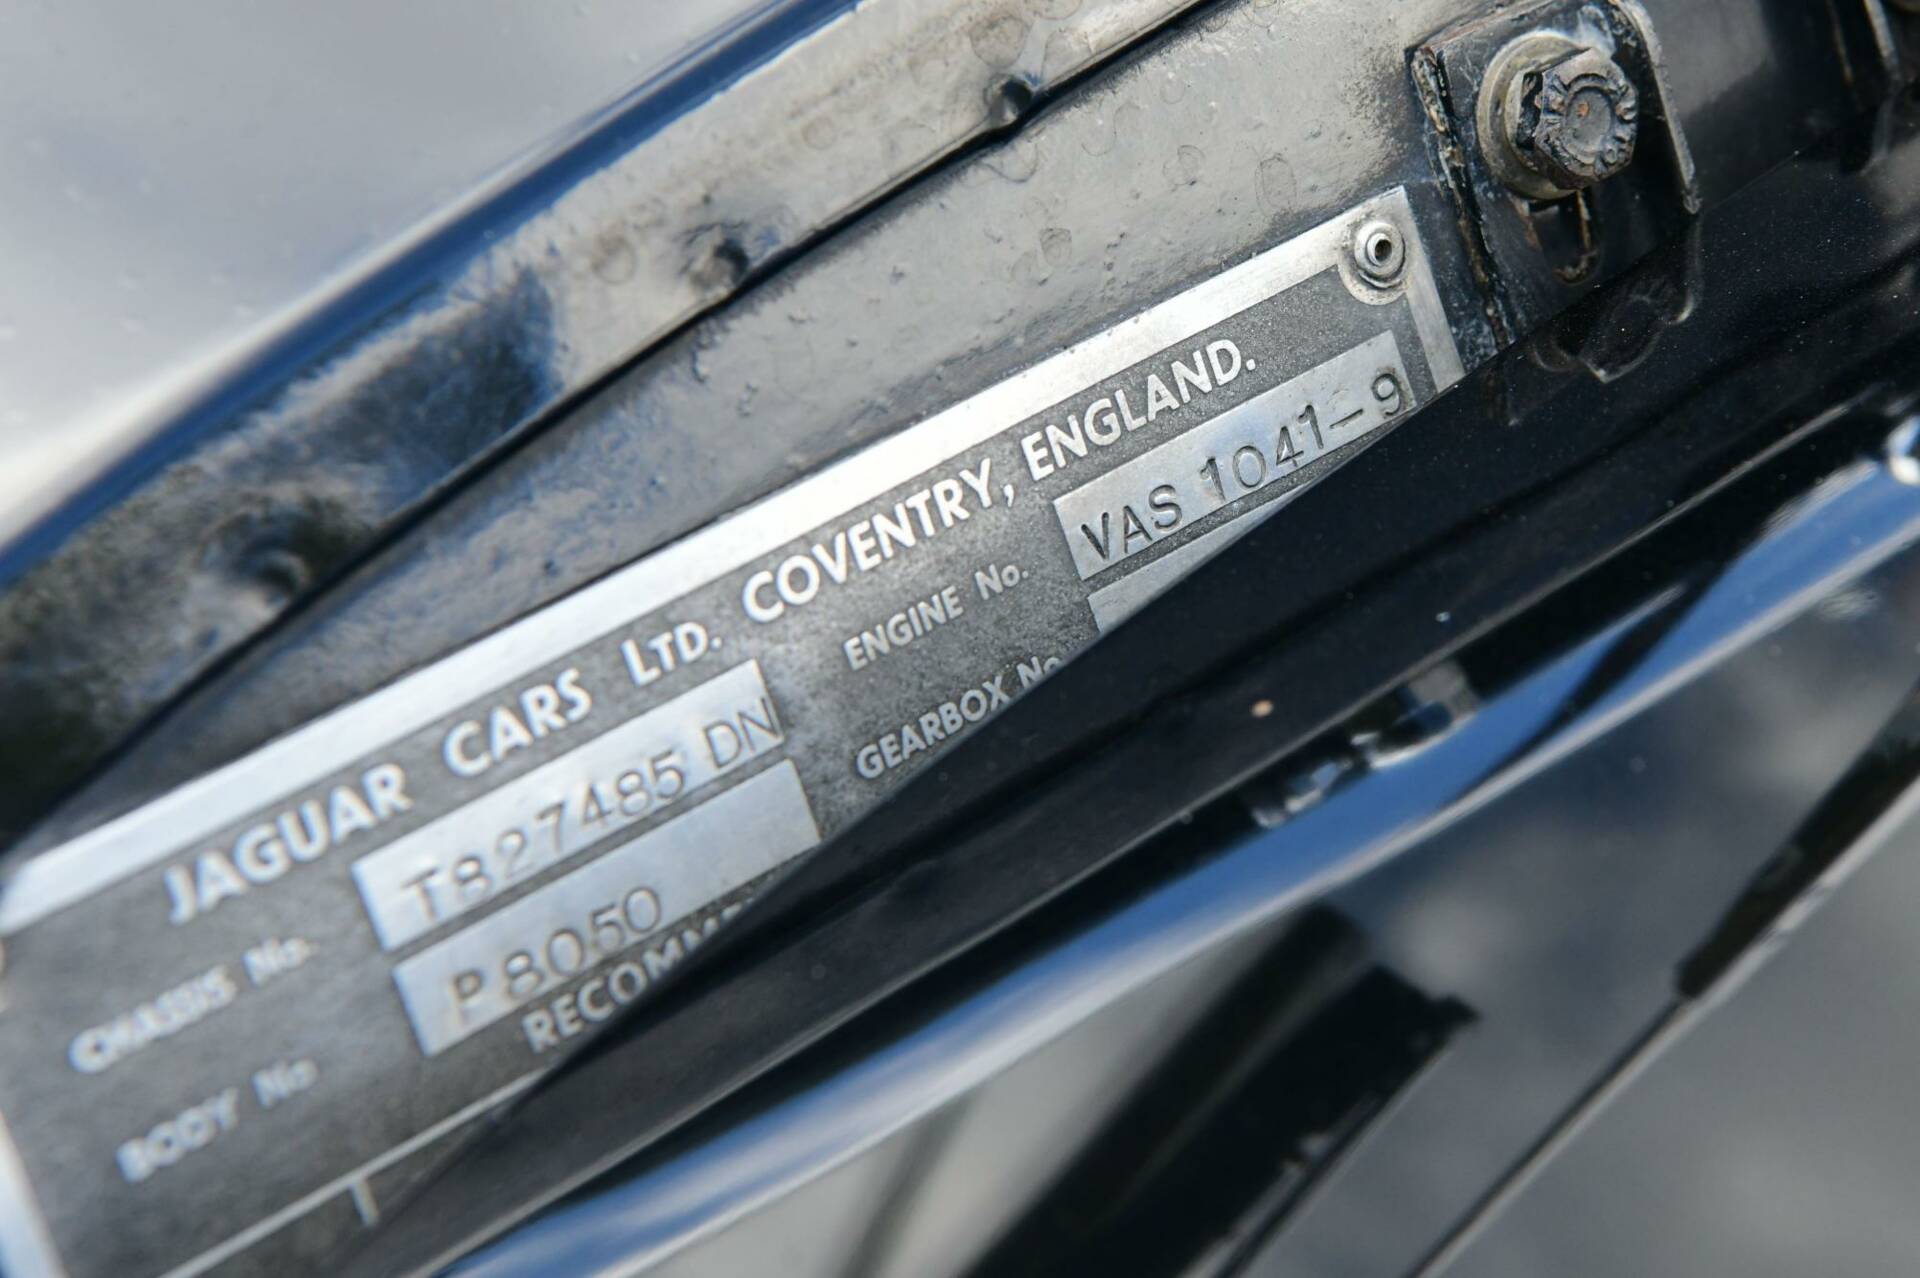 JAGUAR CARS LTD. COVENTRY, ENGLAND.
CHASSIS No. T827485 DN ENGINE No. VAS 1041-9
BODY No P8050 GEARBOX No
RECOMM